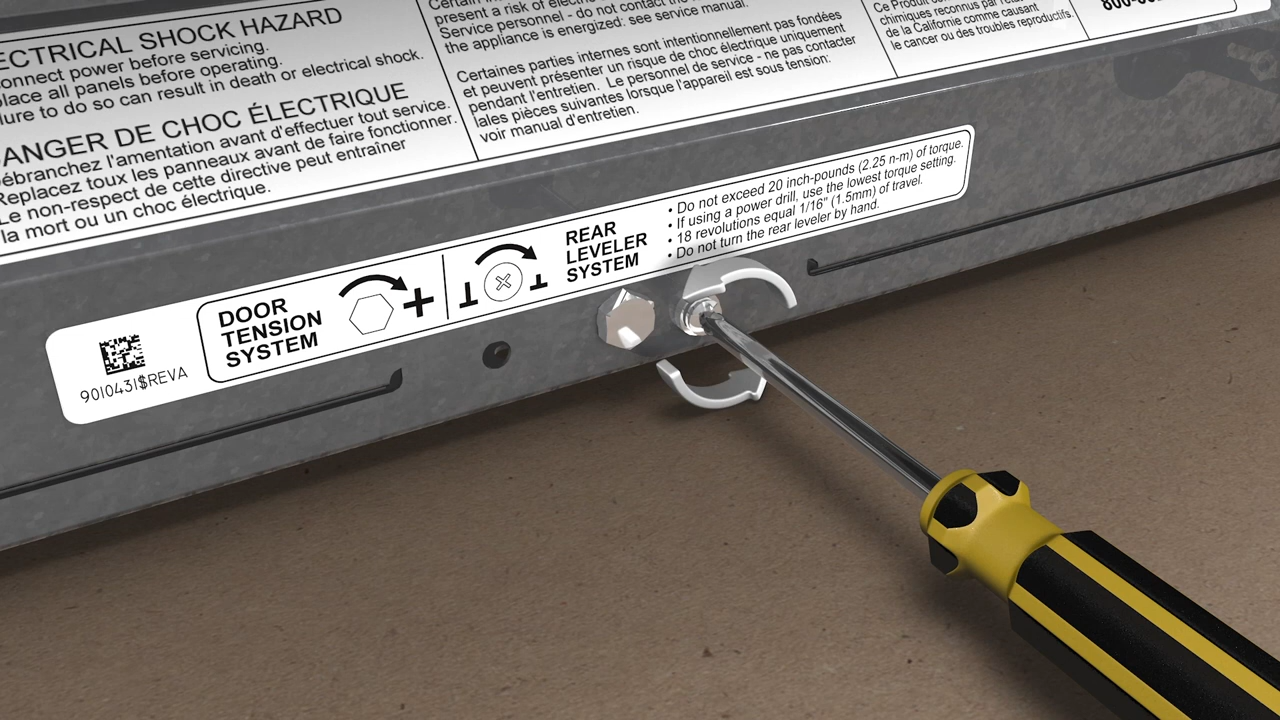 ECTRICAL SHOCK HAZARD
onnect power before servicing.
place all panels before operating.
lure to do so can result in death or electrical shock.
ANGER DE CHOC ÉLECTRIQUE
ébranchez l'amentation avant d'effectuer tout service.
Replacez toux les panneaux avant de faire fonctionner.
Le non-respect de cette directive peut entraîner
la mort ou un choc électrique.
present a risk of
Service personnel - do not contact the
the appliance is energized: see service manual.
Certaines parties internes sont intentionnellement pas fondées
et peuvent présenter un risque de choc électrique uniquement
pendant l'entretien. Le personnel de service - ne pas contacter
lales pièces suivantes lorsque l'appareil est sous tension:
voir manual d'entretien.
Ce Produit
chimiques reconnus par
de la Californie comme causant
le cancer ou des troubles reproductifs.
9010431$REVA
DOOR
TENSION
SYSTEM
+
REAR
LEVELER
SYSTEM
• Do not exceed 20 inch-pounds (2.25 n-m) of torque.
• If using a power drill, use the lowest torque setting.
• 18 revolutions equal 1/16" (1.5mm) of travel.
• Do not turn the rear leveler by hand.